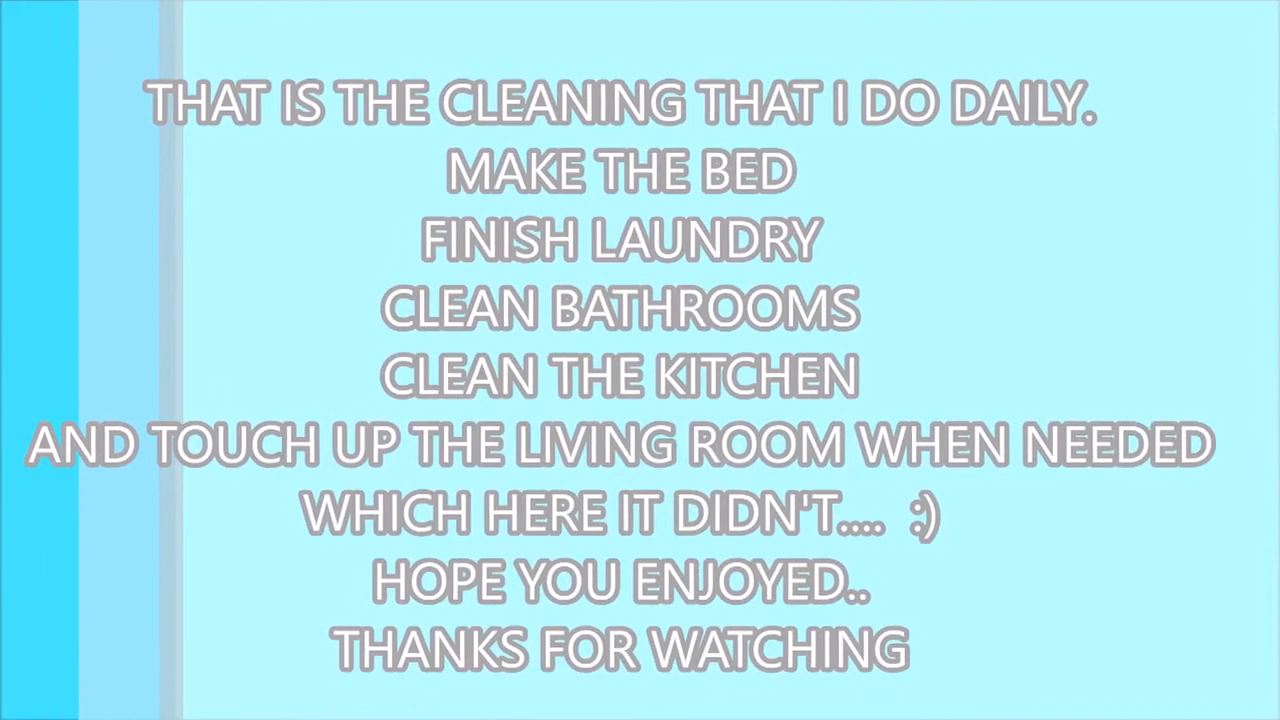 THAT IS THE CLEANING THAT I DO DAILY.
MAKE THE BED
FINISH LAUNDRY
CLEAN BATHROOMS
CLEAN THE KITCHEN
AND TOUCH UP THE LIVING ROOM WHEN NEEDED
WHICH HERE IT DIDN'T.... :)
HOPE YOU ENJOYED..
THANKS FOR WATCHING